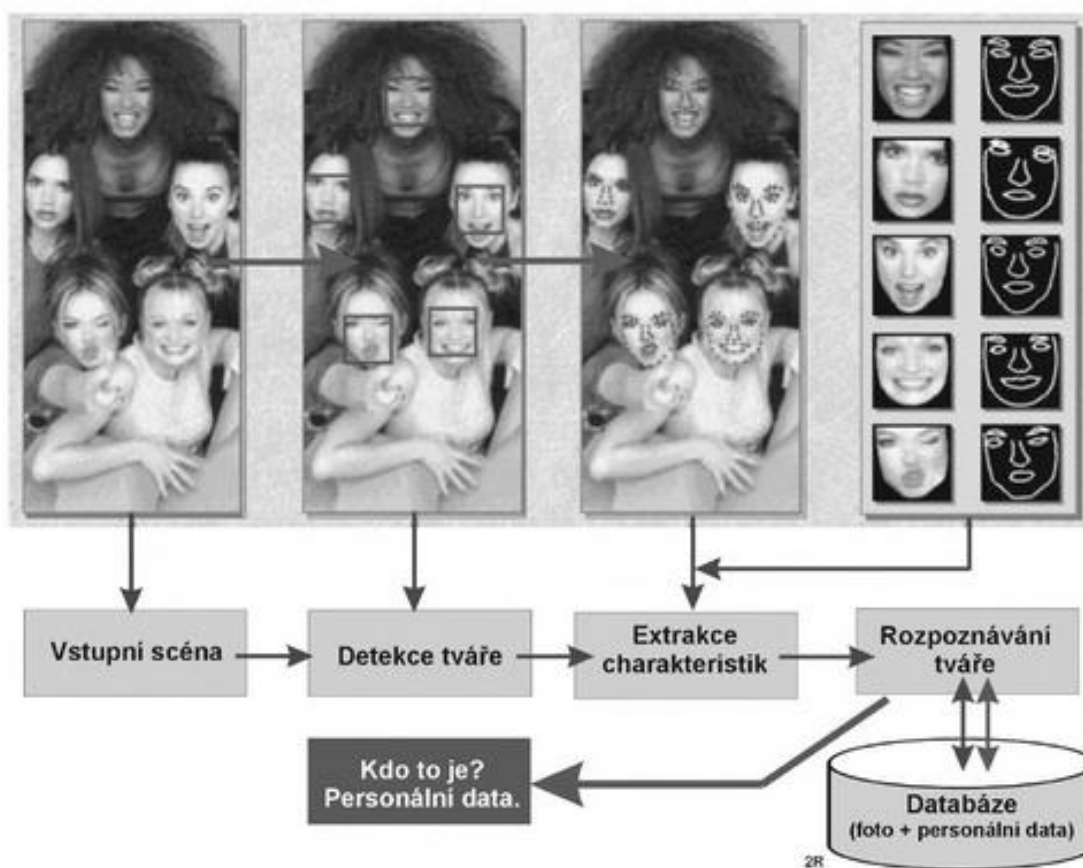 Vstupní scéna
Detekce tváře
Extrakce
charakteristik
Rozpoznávání
tváře
Kdo to je?
Personální data.
Databáze
(foto + personální data)
2R